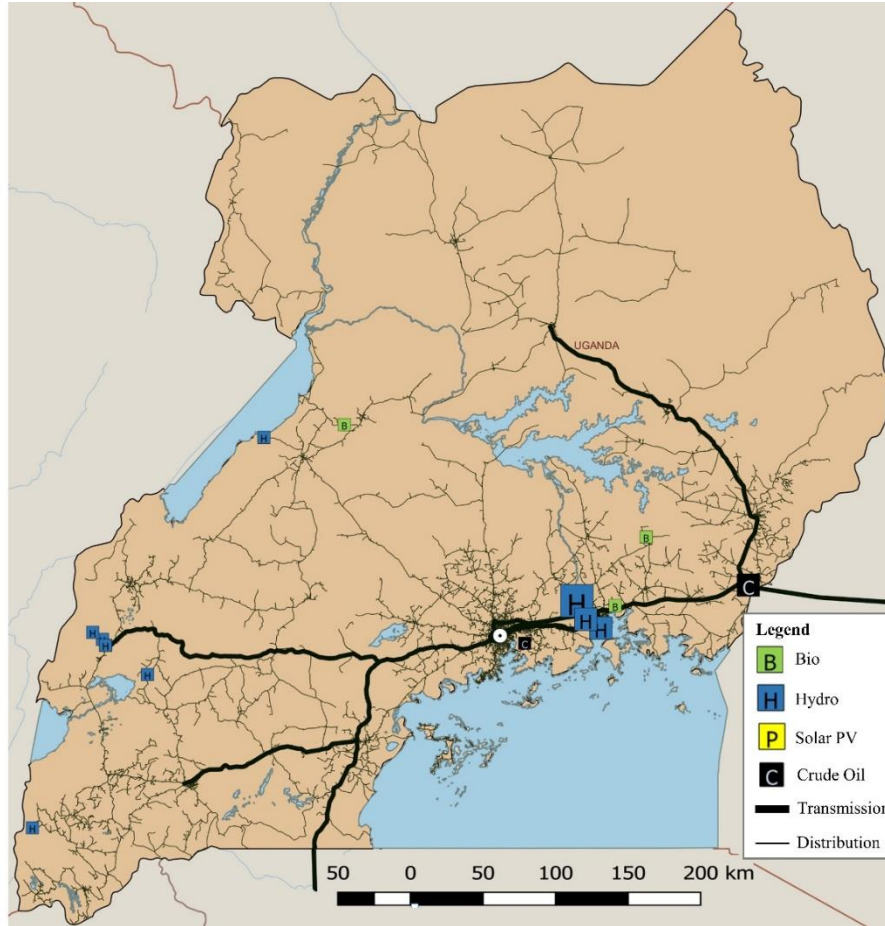 UGANDA
B
H
B
H
B
H
H
C
H
C
H
H
H
H
Legend
B Bio
H Hydro
P Solar PV
C Crude Oil
Transmission
Distribution
50 0 50 100 150 200 km